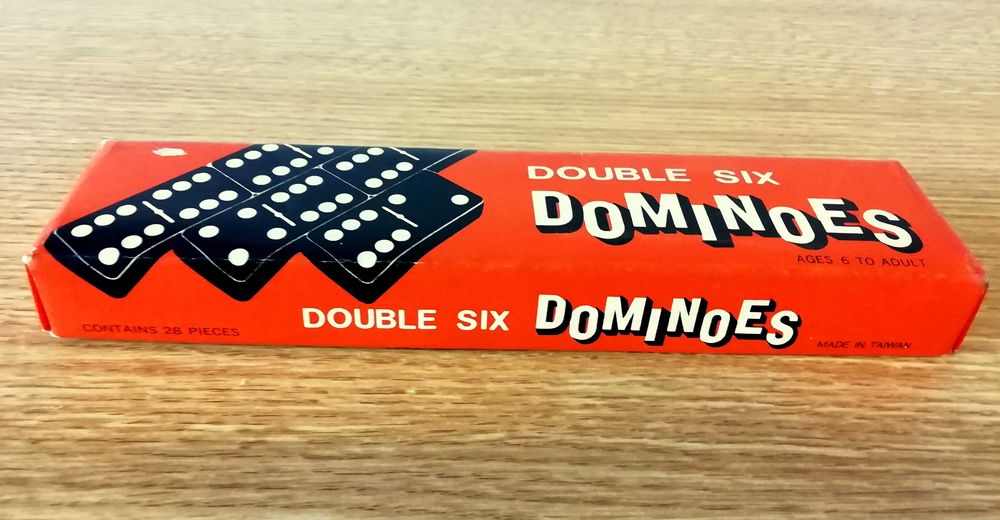 DOUBLE SIX
DOMINOES
AGES 6 TO ADULT
DOUBLE SIX DOMINOES
CONTAINS 28 PIECES
MADE IN TAIWAN